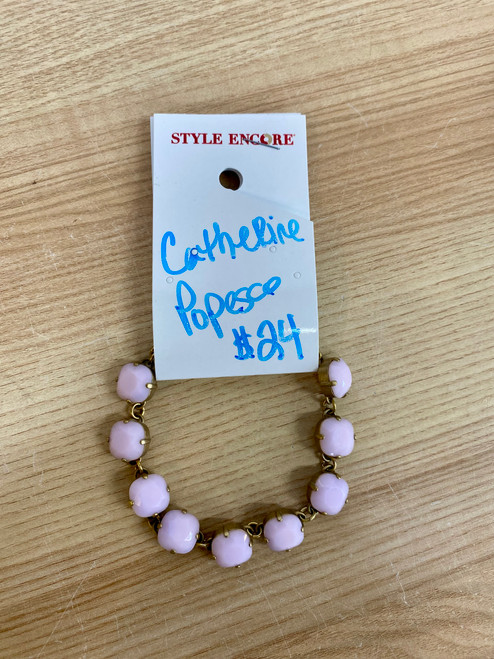 STYLE ENCORE
Catherine
Popesco
$24